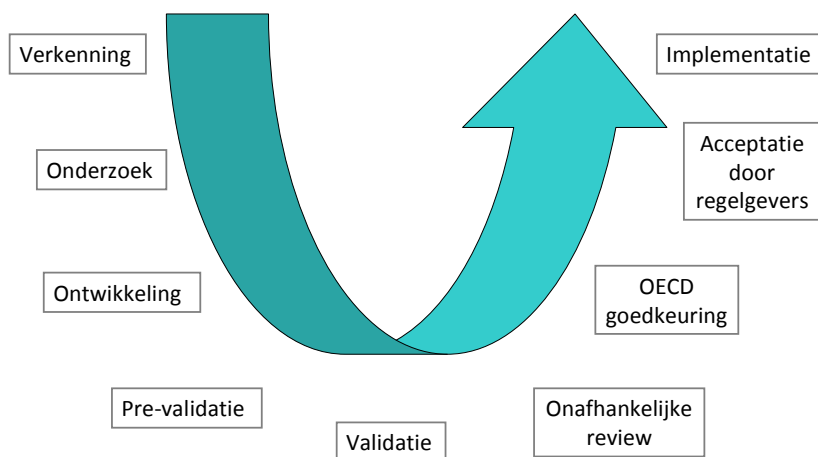 Verkenning
Onderzoek
Ontwikkeling
Pre-validatie
Validatie
Onafhankelijke
review
OECD
goedkeuring
Acceptatie
door
regelgevers
Implementatie